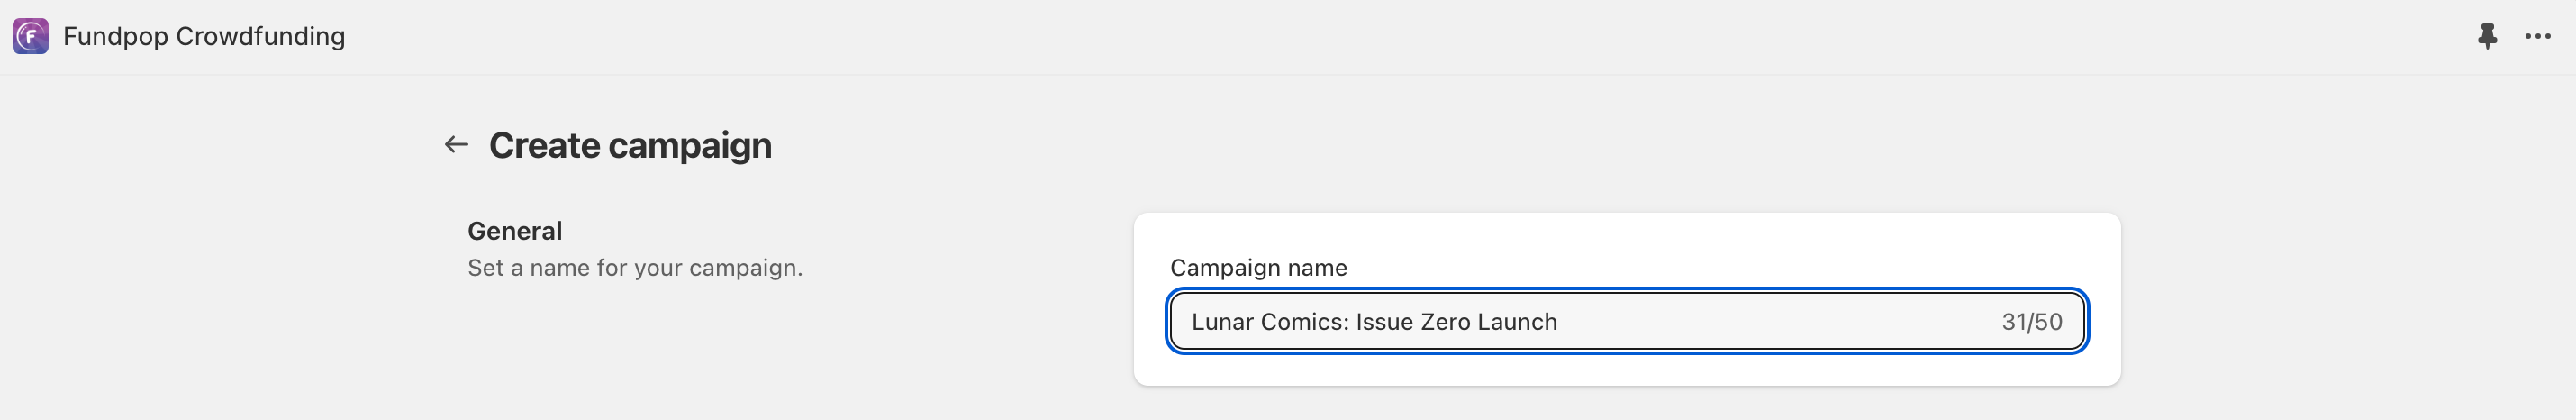 Fundpop Crowdfunding
Create campaign
General
Set a name for your campaign.
Campaign name
Lunar Comics: Issue Zero Launch 31/50